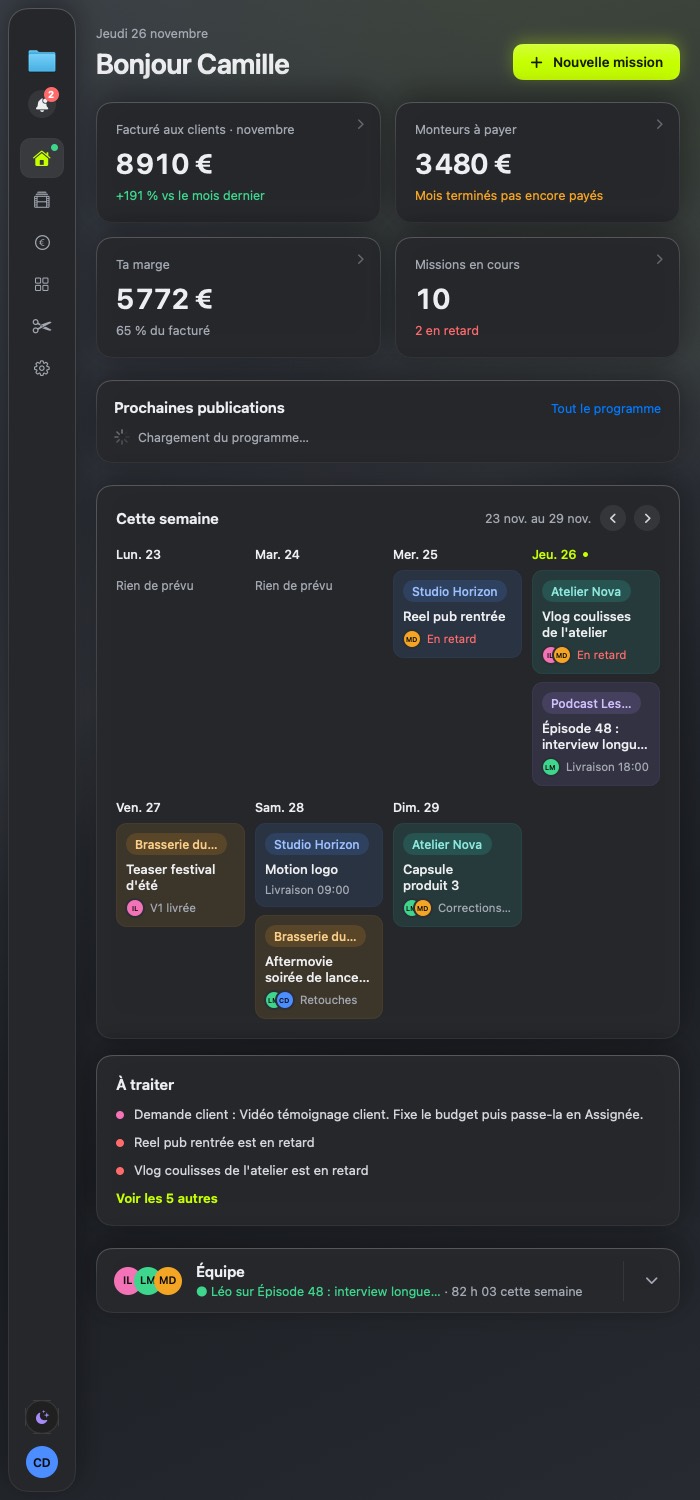 Jeudi 26 novembre
Bonjour Camille
+ Nouvelle mission
2
Facturé aux clients · novembre
8 910 €
+191 % vs le mois dernier
Monteurs à payer
3 480 €
Mois terminés pas encore payés
Ta marge
5 772 €
65 % du facturé
Missions en cours
10
2 en retard
Prochaines publications
Tout le programme
Chargement du programme…
Cette semaine
23 nov. au 29 nov.
Lun. 23
Rien de prévu
Mar. 24
Rien de prévu
Mer. 25
Studio Horizon
Reel pub rentrée
MD En retard
Jeu. 26
Atelier Nova
Vlog coulisses
de l'atelier
IL MD En retard
Podcast Les…
Épisode 48 :
interview longu…
LM Livraison 18:00
Ven. 27
Brasserie du…
Teaser festival
d'été
IL V1 livrée
Sam. 28
Studio Horizon
Motion logo
Livraison 09:00
Brasserie du…
Aftermovie
soirée de lance…
LM CD Retouches
Dim. 29
Atelier Nova
Capsule
produit 3
LM MD Corrections…
À traiter
Demande client : Vidéo témoignage client. Fixe le budget puis passe-la en Assignée.
Reel pub rentrée est en retard
Vlog coulisses de l'atelier est en retard
Voir les 5 autres
IL LM MD
Équipe
Léo sur Épisode 48 : interview longue… · 82 h 03 cette semaine
CD